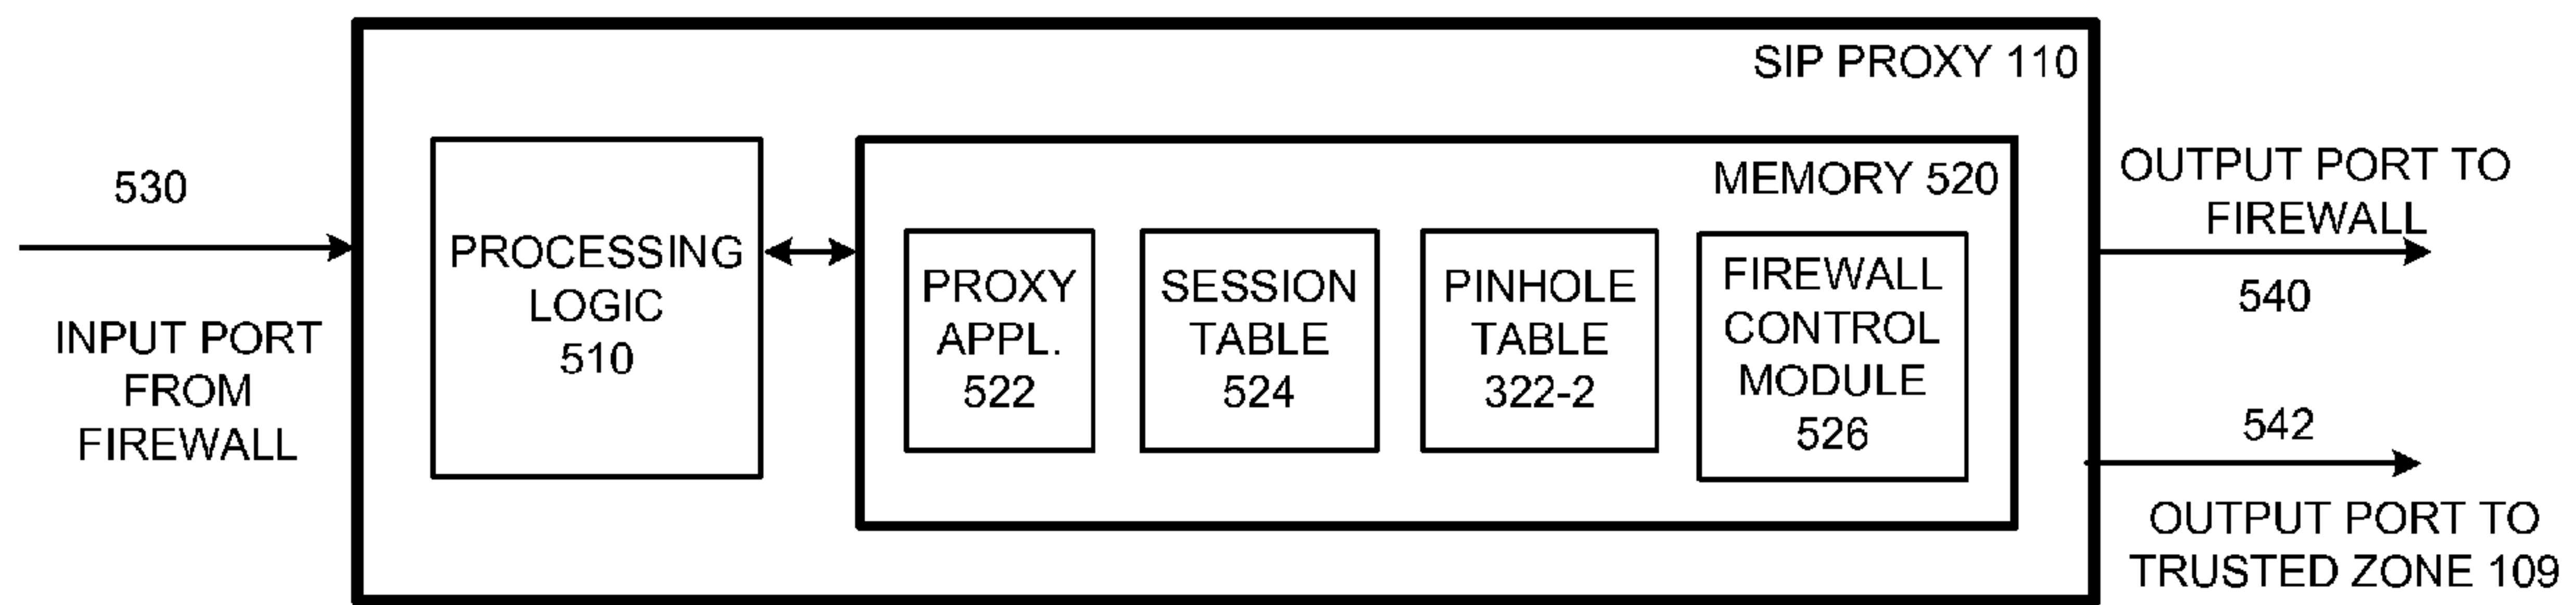 SIP PROXY 110
530
INPUT PORT
FROM
FIREWALL
PROCESSING
LOGIC
510
MEMORY 520
PROXY
APPL.
522
SESSION
TABLE
524
PINHOLE
TABLE
322-2
FIREWALL
CONTROL
MODULE
526
OUTPUT PORT TO
FIREWALL
540
542
OUTPUT PORT TO
TRUSTED ZONE 109